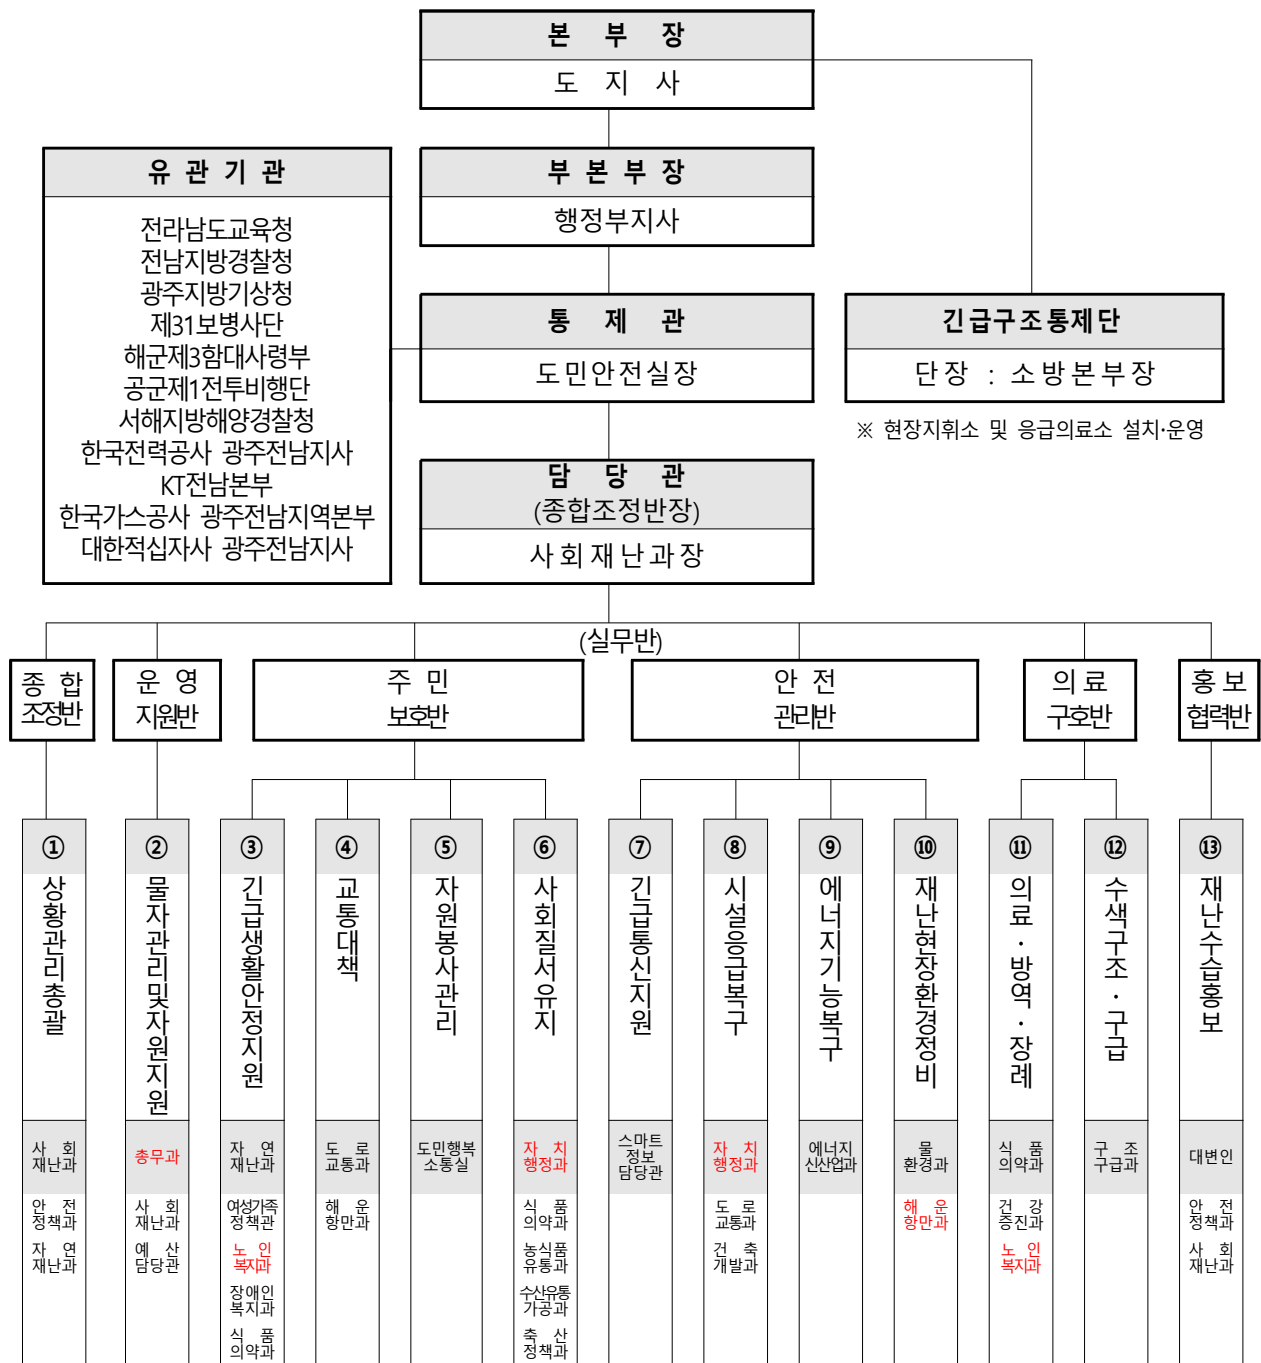 본 부 장
도 지 사
유 관 기 관
전라남도교육청
전남지방경찰청
광주지방기상청
제31보병사단
해군제3함대사령부
공군제1전투비행단
서해지방해양경찰청
한국전력공사 광주전남지사
KT전남본부
한국가스공사 광주전남지역본부
대한적십자사 광주전남지사
부 본 부 장
행정부지사
통 제 관
도민안전실장
긴급구조통제단
단장 : 소방본부장
※ 현장지휘소 및 응급의료소 설치·운영
담 당 관
(종합조정반장)
사회재난과장
(실무반)
종 합
조정반
운 영
지원반
주 민
보호반
안 전
관리반
의 료
구호반
홍 보
협력반
①
상황관리총괄
사 회
재난과
안 전
정책과
자 연
재난과
②
물자관리및자원지원
총무과
사 회
재난과
예 산
담당관
③
긴급생활안정지원
자 연
재난과
여성가족
정책관
노 인
복지과
장애인
복지과
식 품
의약과
④
교통대책
도 로
교통과
해 운
항만과
⑤
자원봉사관리
도민행복
소통실
⑥
사회질서유지
자 치
행정과
식 품
의약과
농식품
유통과
수산유통
가공과
축 산
정책과
⑦
긴급통신지원
스마트
정보
담당관
⑧
시설응급복구
자 치
행정과
도 로
교통과
건 축
개발과
⑨
에너지기능복구
에너지
신산업과
⑩
재난현장환경정비
물
환경과
해 운
항만과
⑪
의료·방역·장례
식 품
의약과
건 강
증진과
노 인
복지과
⑫
수색구조·구급
구 조
구급과
⑬
재난수습홍보
대변인
안 전
정책과
사 회
재난과